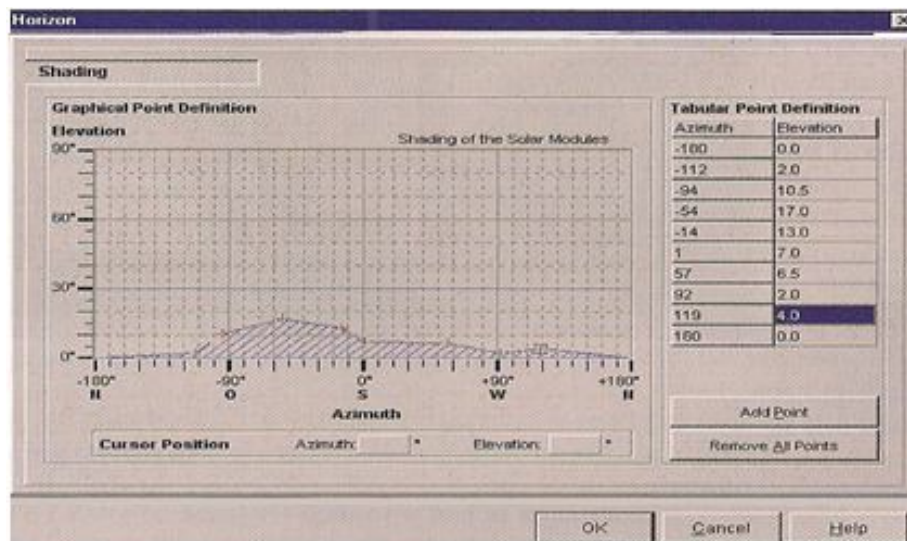 Horizon
Shading
Graphical Point Definition
Elevation
Shading of the Solar Modules
90°
60°
30°
0°
-180° -90° 0° +90° +180°
N O S W N
Azimuth
Cursor Position Azimuth: ° Elevation: °
Tabular Point Definition
Azimuth Elevation
-180 0.0
-112 2.0
-94 10.5
-54 17.0
-14 13.0
1 7.0
57 6.5
92 2.0
119 4.0
180 0.0
Add Point
Remove All Points
OK Cancel Help